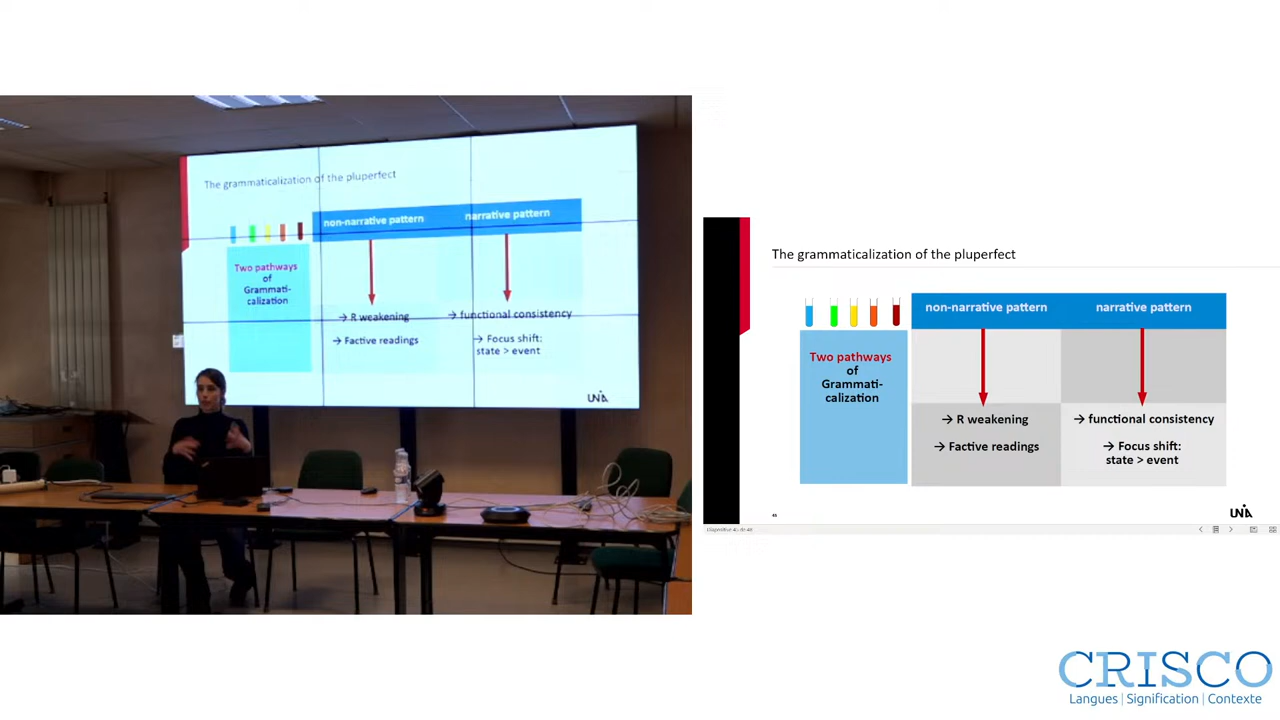 The grammaticalization of the pluperfect
non-narrative pattern
narrative pattern
Two pathways
of
Grammati-
calization
→ R weakening
→ functional consistency
→ Factive readings
→ Focus shift:
state > event
UNIA
The grammaticalization of the pluperfect
non-narrative pattern
narrative pattern
Two pathways
of
Grammati-
calization
→ R weakening
→ functional consistency
→ Factive readings
→ Focus shift:
state > event
UNIA
CRISCO
Langues | Signification | Contexte